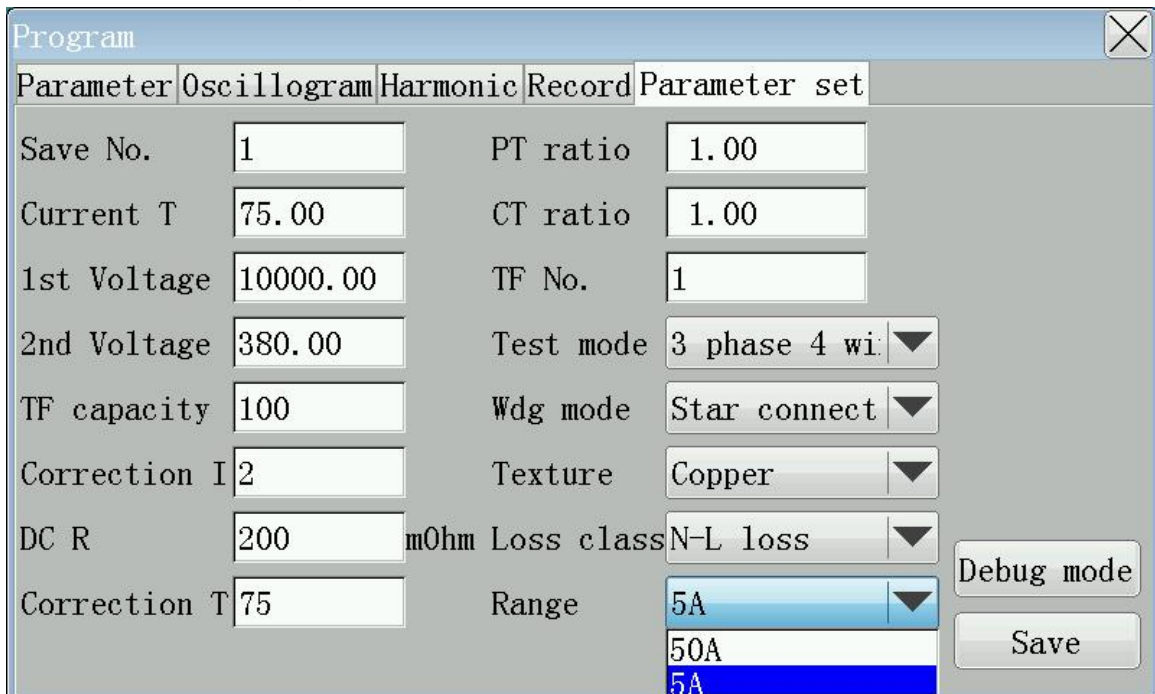 Program
Parameter Oscillogram Harmonic Record Parameter set
Save No. 1 PT ratio 1.00
Current T 75.00 CT ratio 1.00
1st Voltage 10000.00 TF No. 1
2nd Voltage 380.00 Test mode 3 phase 4 wi
TF capacity 100 Wdg mode Star connect
Correction I 2 Texture Copper
DC R 200 mOhm Loss class N-L loss
Debug mode
Correction T 75 Range 5A
50A
Save
5A